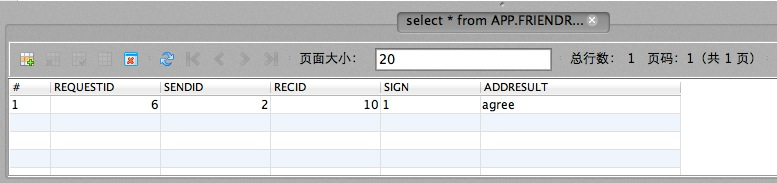 select * from APP.FRIENDR...
页面大小： 20 总行数： 1 页码：1（共 1 页）
# REQUESTID SENDID RECID SIGN ADDRESULT
1 6 2 10 1 agree